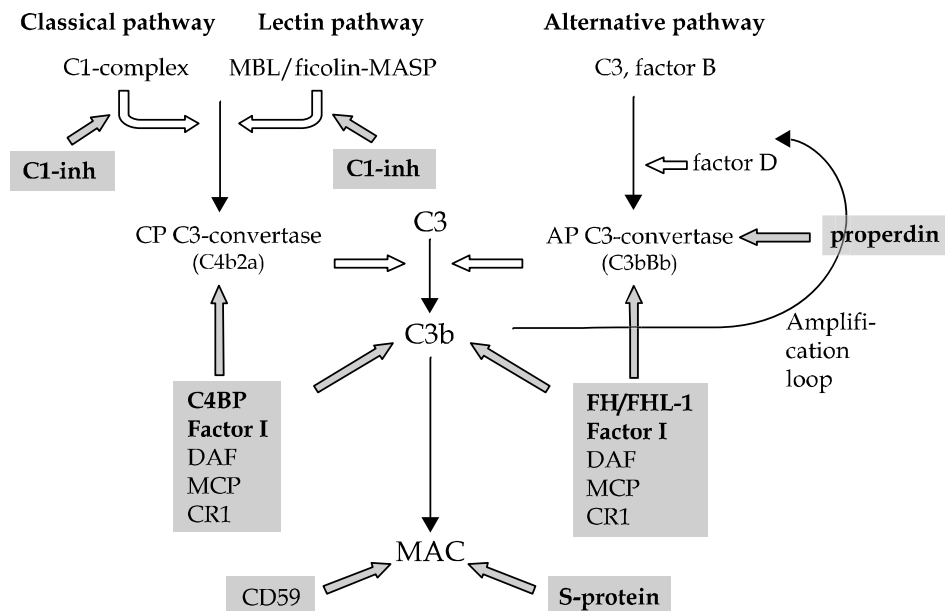 Classical pathway
Lectin pathway
Alternative pathway
C1-complex
MBL/ficolin-MASP
C3, factor B
C1-inh
C1-inh
factor D
C3
CP C3-convertase
(C4b2a)
AP C3-convertase
(C3bBb)
properdin
C3b
Amplifi-
cation
loop
C4BP
Factor I
DAF
MCP
CR1
FH/FHL-1
Factor I
DAF
MCP
CR1
MAC
CD59
S-protein